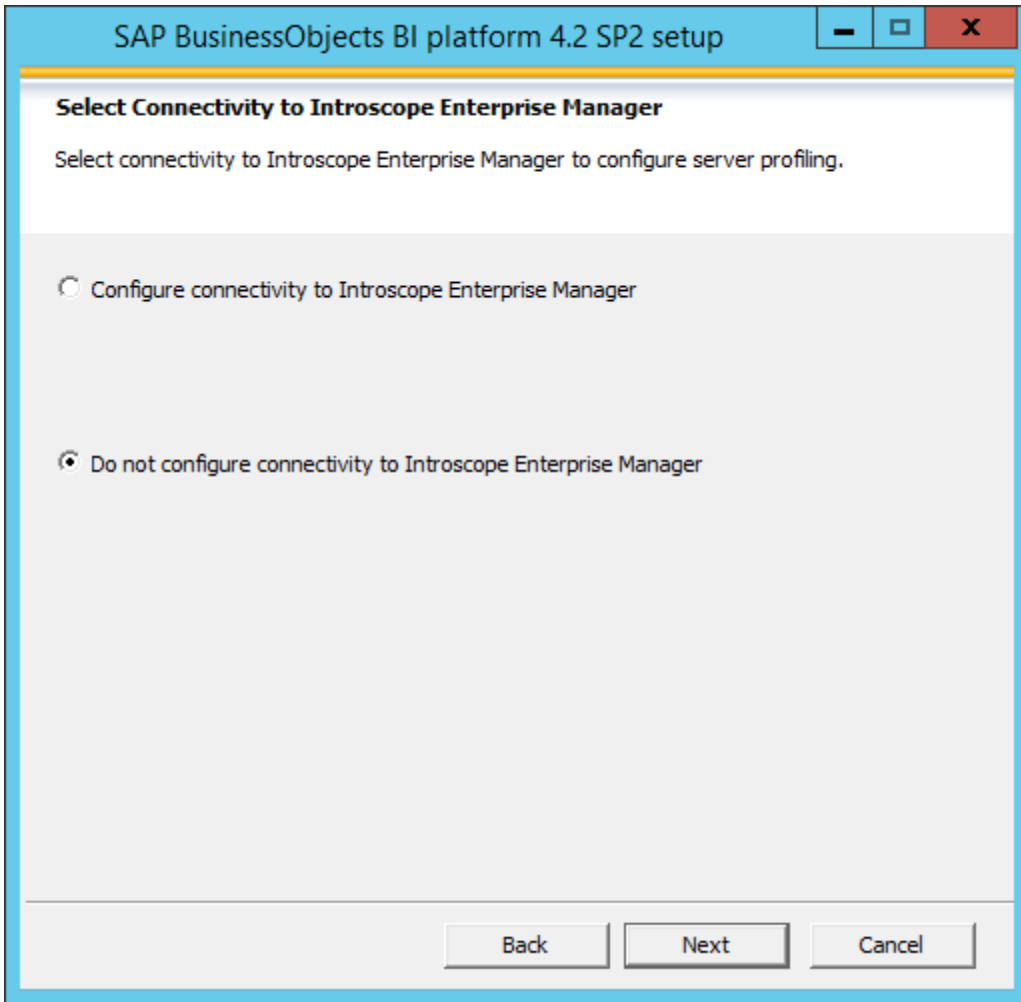 SAP BusinessObjects BI platform 4.2 SP2 setup
Select Connectivity to Introscope Enterprise Manager
Select connectivity to Introscope Enterprise Manager to configure server profiling.
Configure connectivity to Introscope Enterprise Manager
Do not configure connectivity to Introscope Enterprise Manager
Back Next Cancel